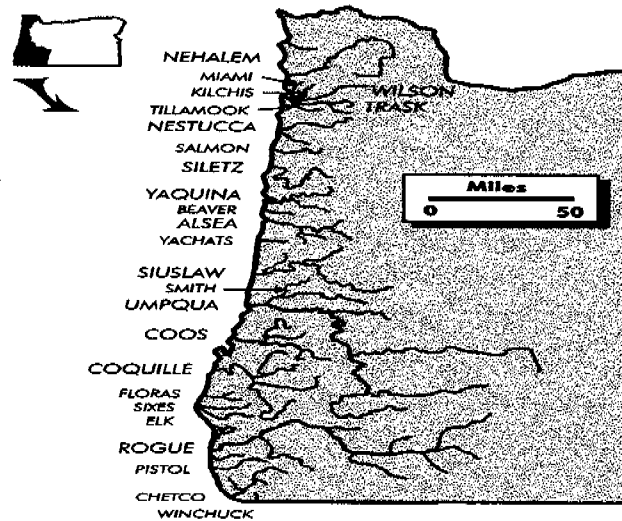 NEHALEM
MIAMI
KILCHIS
WILSON
TILLAMOOK
TRASK
NESTUCCA
SALMON
SILETZ
YAQUINA
BEAVER
ALSEA
YACHATS
Miles
0 50
SIUSLAW
SMITH
UMPQUA
COOS
COQUILLE
FLORAS
SIXES
ELK
ROGUE
PISTOL
CHETCO
WINCHUCK